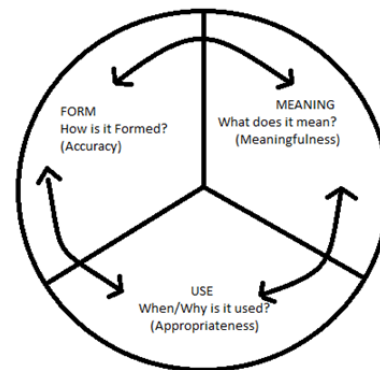 FORM
How is it Formed?
(Accuracy)
MEANING
What does it mean?
(Meaningfulness)
USE
When/Why is it used?
(Appropriateness)